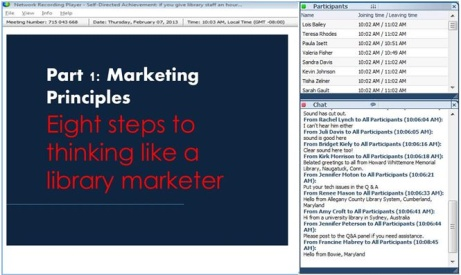 Network Recording Player - Self-Directed Achievement: if you give library staff an hour...
File View Info Help
Meeting Number: 715 043 668 Date: Thursday, February 07, 2013 Time: 10:03 AM, Local Time (GMT -08:00)
Part 1: Marketing
Principles
Eight steps to
thinking like a
library marketer
Participants
Name Joining time / Leaving time
Lois Bailey 10:02 AM / 11:02 AM
Teresa Rhodes 10:02 AM / 11:02 AM
Paula Isett 10:02 AM / 10:51 AM
Valeria Fisher 10:02 AM / 10:49 AM
Sandra Davis 10:02 AM / 11:02 AM
Kevin Johnson 10:02 AM / 11:02 AM
Tisha Zelner 10:02 AM / 11:02 AM
Sarah Gault 10:02 AM / 11:02 AM
Chat
Sound has cut out.
From Rachel Lynch to All Participants (10:06:04 AM):
I can't hear him either
From Juli Davis to All Participants (10:06:05 AM):
sound is good here
From Bridget Kiely to All Participants (10:06:16 AM):
Clear sound here too!
From Kirk Morrison to All Participants (10:06:18 AM):
Belated greetings to all from Howard Whittemore Memorial
Library, Naugatuck, Conn.
From Jennifer Moton to All Participants (10:06:21
AM):
Put your tech issues in the Q & A
From Renee Mason to All Participants (10:06:33 AM):
Hello from Allegany County Library System, Cumberland,
Maryland
From Amy Croft to All Participants (10:06:41 AM):
Hi from a university library in Sydney, Australia
From Jennifer Peterson to All Participants (10:06:44
AM):
Please post to the Q&A panel if you need assistance.
From Francine Mabrey to All Participants (10:08:45
AM):
Hello from Bowie, Maryland